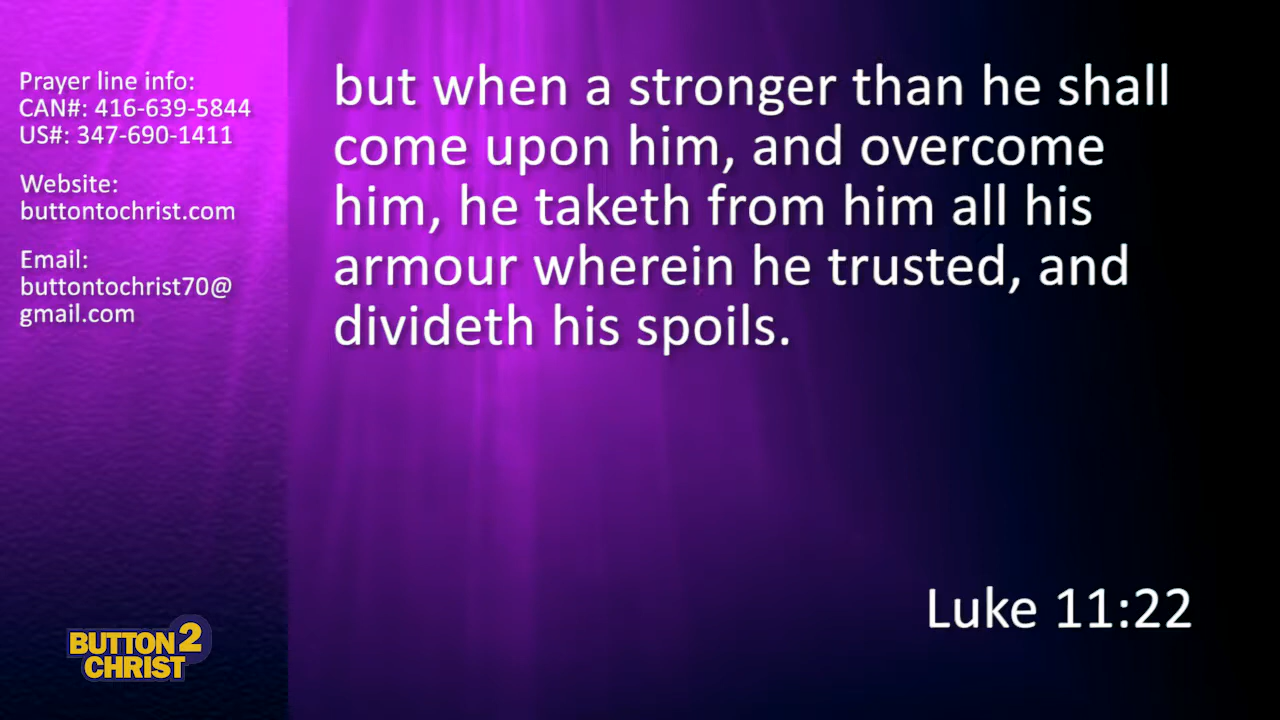 Prayer line info:
CAN#: 416-639-5844
US#: 347-690-1411
Website:
buttontochrist.com
Email:
buttontochrist70@
gmail.com
but when a stronger than he shall
come upon him, and overcome
him, he taketh from him all his
armour wherein he trusted, and
divideth his spoils.
Luke 11:22
BUTTON 2
CHRIST